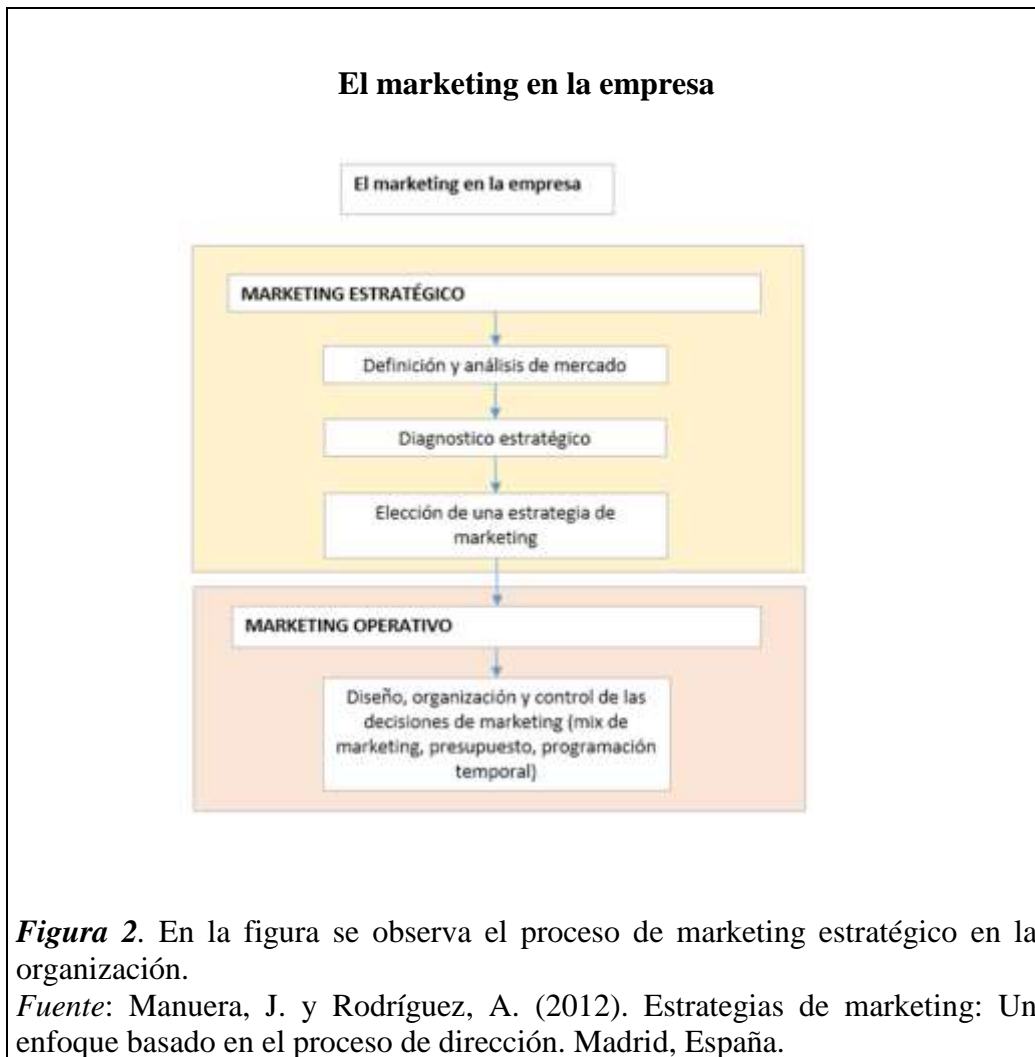 El marketing en la empresa
El marketing en la empresa
MARKETING ESTRATÉGICO
Definición y análisis de mercado
Diagnostico estratégico
Elección de una estrategia de
marketing
MARKETING OPERATIVO
Diseño, organización y control de las
decisiones de marketing (mix de
marketing, presupuesto, programación
temporal)
Figura 2. En la figura se observa el proceso de marketing estratégico en la
organización.
Fuente: Manuera, J. y Rodríguez, A. (2012). Estrategias de marketing: Un
enfoque basado en el proceso de dirección. Madrid, España.